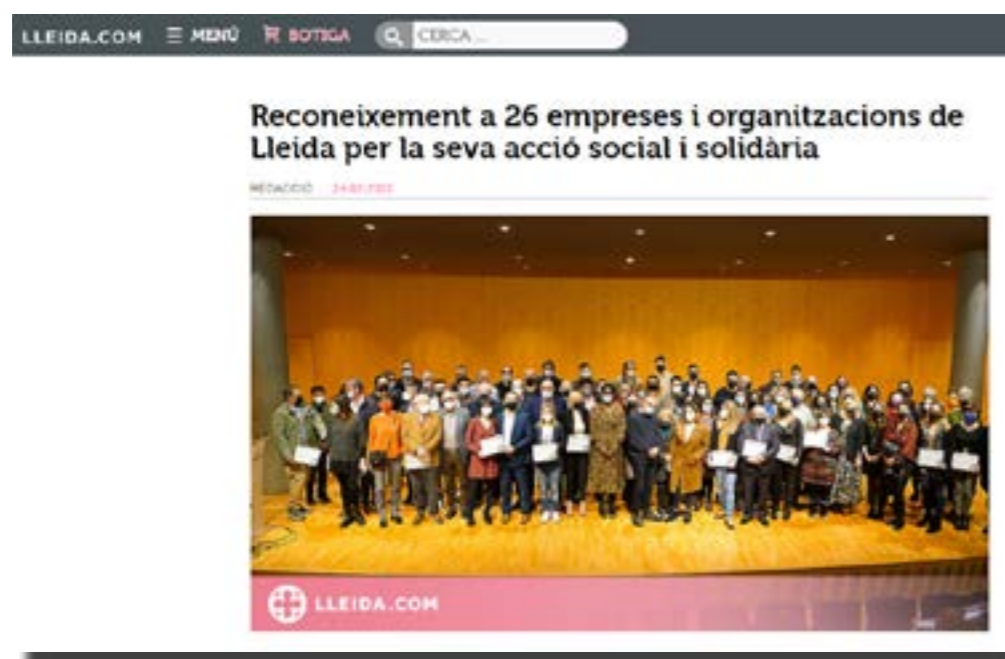 LLEIDA.COM ☰ MENÚ BOTIGA CERCA ...
Reconeixement a 26 empreses i organitzacions de
Lleida per la seva acció social i solidària
REDACCIÓ
LLEIDA.COM